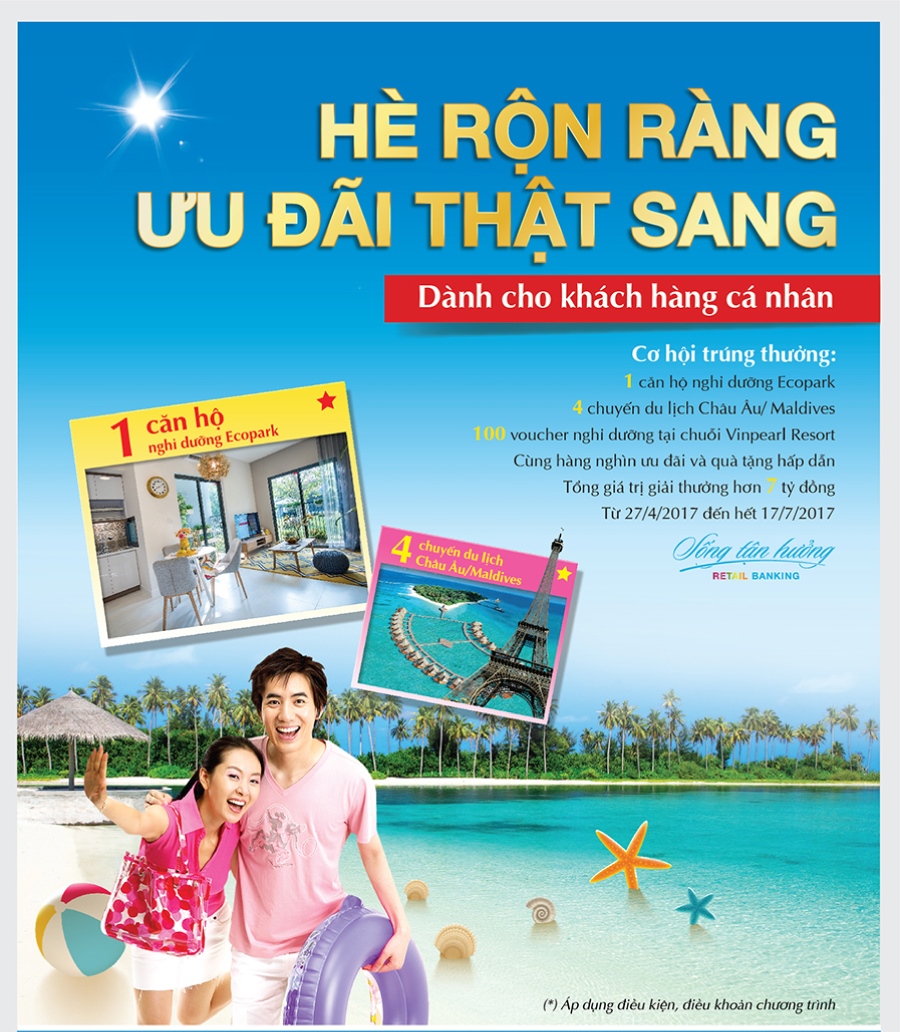 HÈ RỘN RÀNG
ƯU ĐÃI THẬT SANG
Dành cho khách hàng cá nhân
Cơ hội trúng thưởng:
1 căn hộ nghỉ dưỡng Ecopark
4 chuyến du lịch Châu Âu/ Maldives
100 voucher nghỉ dưỡng tại chuỗi Vinpearl Resort
Cùng hàng nghìn ưu đãi và quà tặng hấp dẫn
Tổng giá trị giải thưởng hơn 7 tỷ đồng
Từ 27/4/2017 đến hết 17/7/2017
Sống tận hưởng
RETAIL BANKING
1 căn hộ
nghỉ dưỡng Ecopark
4 chuyến du lịch
Châu Âu/Maldives
(*) Áp dụng điều kiện, điều khoản chương trình